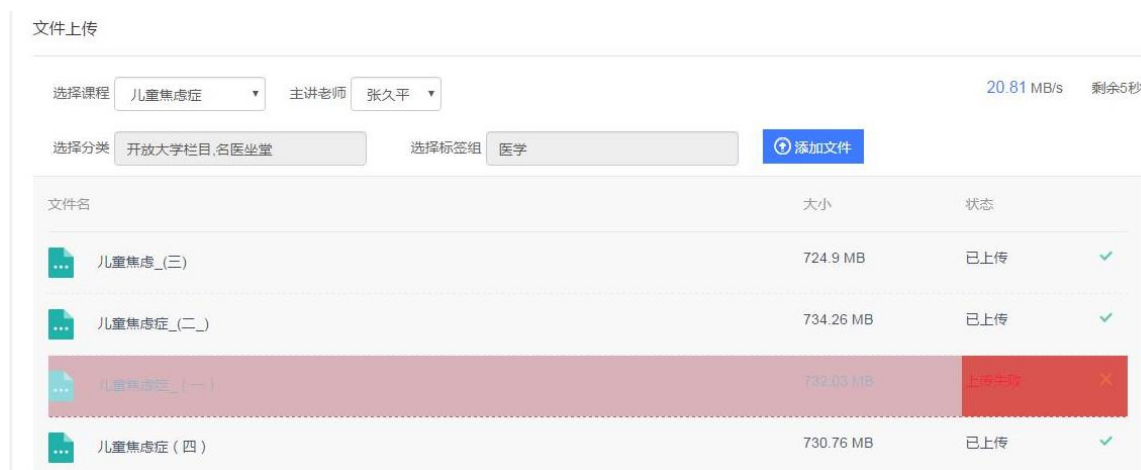 文件上传
选择课程 儿童焦虑症 主讲老师 张久平 20.81 MB/s 剩余5秒
选择分类 开放大学栏目,名医坐堂 选择标签组 医学 添加文件
文件名 大小 状态
儿童焦虑_(三) 724.9 MB 已上传
儿童焦虑症_(二_) 734.26 MB 已上传
儿童焦虑症_(一) 732.03 MB 上传失败
儿童焦虑症(四) 730.76 MB 已上传